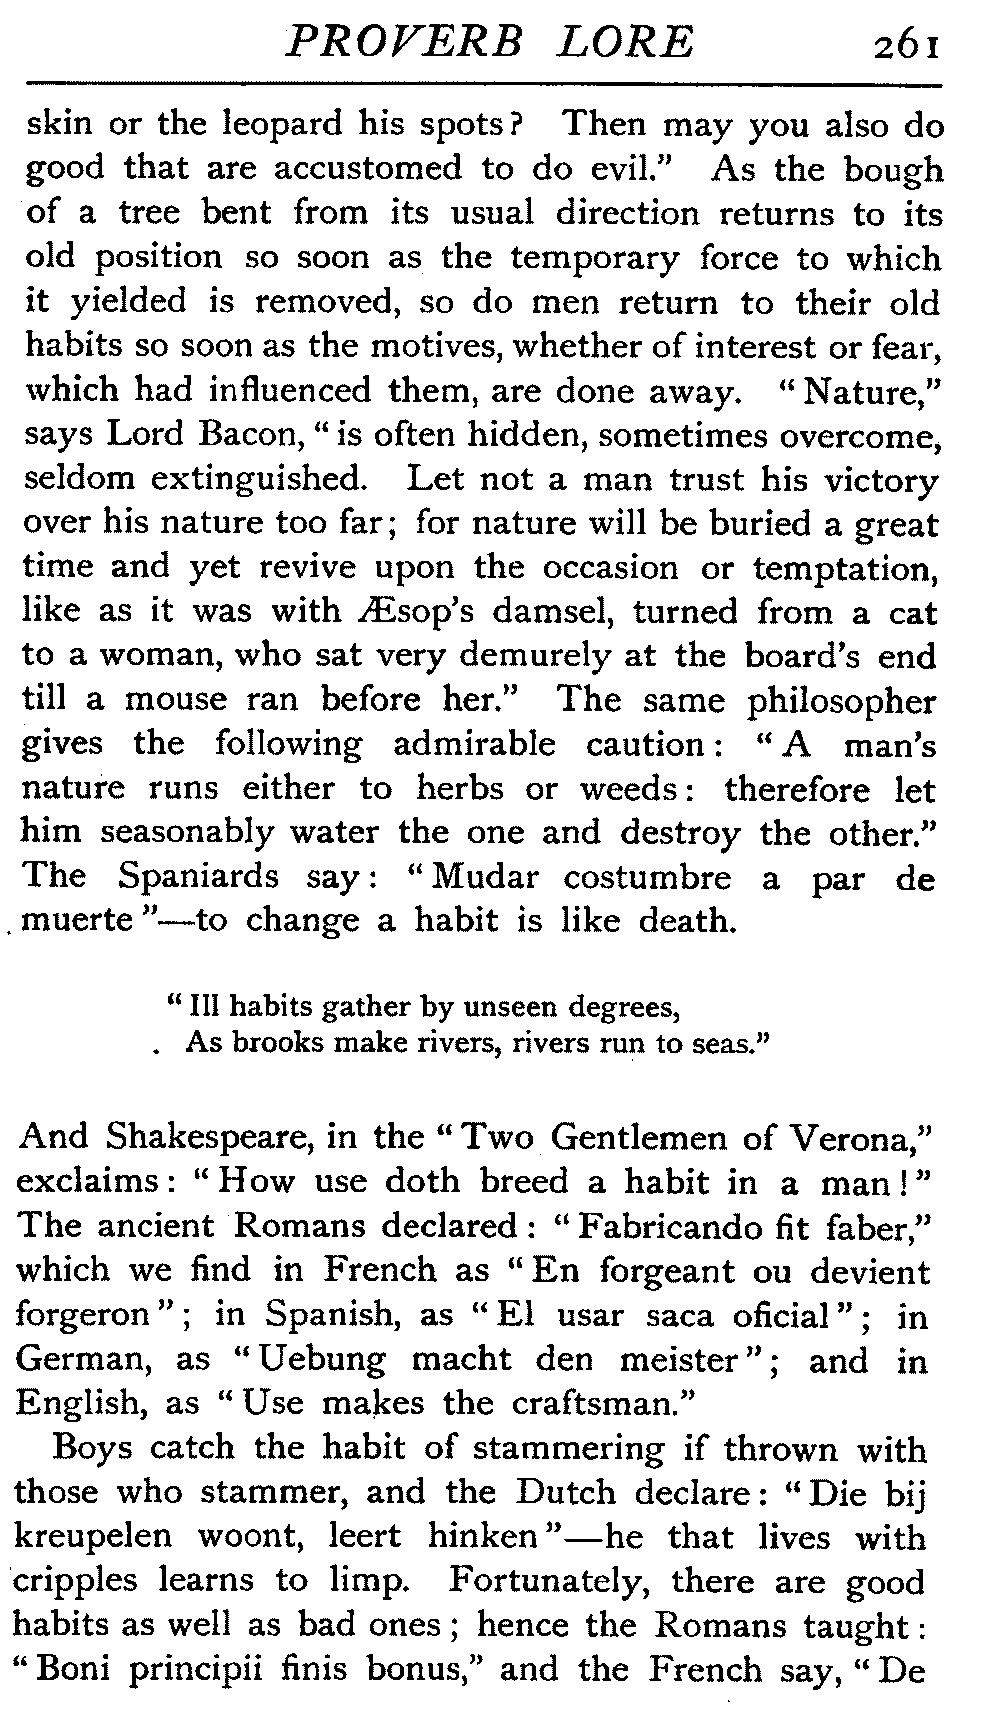 PROVERB LORE 261
skin or the leopard his spots? Then may you also do
good that are accustomed to do evil.” As the bough
of a tree bent from its usual direction returns to its
old position so soon as the temporary force to which
it yielded is removed, so do men return to their old
habits so soon as the motives, whether of interest or fear,
which had influenced them, are done away. “Nature,”
says Lord Bacon, “is often hidden, sometimes overcome,
seldom extinguished. Let not a man trust his victory
over his nature too far; for nature will be buried a great
time and yet revive upon the occasion or temptation,
like as it was with Æsop’s damsel, turned from a cat
to a woman, who sat very demurely at the board’s end
till a mouse ran before her.” The same philosopher
gives the following admirable caution: “A man’s
nature runs either to herbs or weeds: therefore let
him seasonably water the one and destroy the other.”
The Spaniards say: “Mudar costumbre a par de
muerte”—to change a habit is like death.
“Ill habits gather by unseen degrees,
As brooks make rivers, rivers run to seas.”
And Shakespeare, in the “Two Gentlemen of Verona,”
exclaims: “How use doth breed a habit in a man!”
The ancient Romans declared: “Fabricando fit faber,”
which we find in French as “En forgeant ou devient
forgeron”; in Spanish, as “El usar saca oficial”; in
German, as “Uebung macht den meister”; and in
English, as “Use makes the craftsman.”
Boys catch the habit of stammering if thrown with
those who stammer, and the Dutch declare: “Die bij
kreupelen woont, leert hinken”—he that lives with
cripples learns to limp. Fortunately, there are good
habits as well as bad ones; hence the Romans taught:
“Boni principii finis bonus,” and the French say, “De